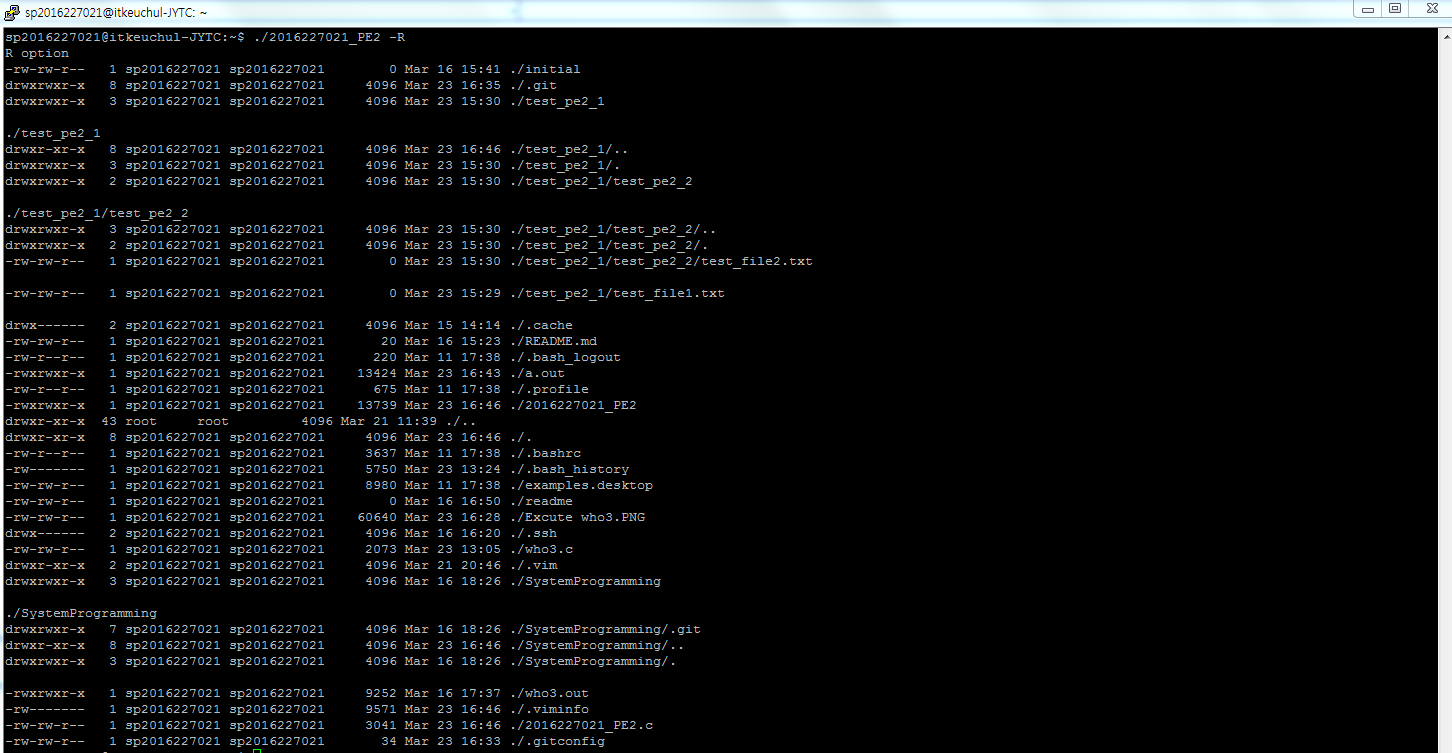 sp2016227021@itkeuchul-JYTC: ~
sp2016227021@itkeuchul-JYTC:~$ ./2016227021_PE2 -R
R option
-rw-rw-r--   1 sp2016227021 sp2016227021        0 Mar 16 15:41 ./initial
drwxrwxr-x   8 sp2016227021 sp2016227021     4096 Mar 23 16:35 ./.git
drwxrwxr-x   3 sp2016227021 sp2016227021     4096 Mar 23 15:30 ./test_pe2_1
./test_pe2_1
drwxr-xr-x   8 sp2016227021 sp2016227021     4096 Mar 23 16:46 ./test_pe2_1/..
drwxrwxr-x   3 sp2016227021 sp2016227021     4096 Mar 23 15:30 ./test_pe2_1/.
drwxrwxr-x   2 sp2016227021 sp2016227021     4096 Mar 23 15:30 ./test_pe2_1/test_pe2_2
./test_pe2_1/test_pe2_2
drwxrwxr-x   3 sp2016227021 sp2016227021     4096 Mar 23 15:30 ./test_pe2_1/test_pe2_2/..
drwxrwxr-x   2 sp2016227021 sp2016227021     4096 Mar 23 15:30 ./test_pe2_1/test_pe2_2/.
-rw-rw-r--   1 sp2016227021 sp2016227021        0 Mar 23 15:30 ./test_pe2_1/test_pe2_2/test_file2.txt
-rw-rw-r--   1 sp2016227021 sp2016227021        0 Mar 23 15:29 ./test_pe2_1/test_file1.txt
drwx------   2 sp2016227021 sp2016227021     4096 Mar 15 14:14 ./.cache
-rw-rw-r--   1 sp2016227021 sp2016227021       20 Mar 16 15:23 ./README.md
-rw-r--r--   1 sp2016227021 sp2016227021      220 Mar 11 17:38 ./.bash_logout
-rwxrwxr-x   1 sp2016227021 sp2016227021    13424 Mar 23 16:43 ./a.out
-rw-r--r--   1 sp2016227021 sp2016227021      675 Mar 11 17:38 ./.profile
-rwxrwxr-x   1 sp2016227021 sp2016227021    13739 Mar 23 16:46 ./2016227021_PE2
drwxr-xr-x  43 root     root         4096 Mar 21 11:39 ./..
drwxr-xr-x   8 sp2016227021 sp2016227021     4096 Mar 23 16:46 ./.
-rw-r--r--   1 sp2016227021 sp2016227021     3637 Mar 11 17:38 ./.bashrc
-rw-------   1 sp2016227021 sp2016227021     5750 Mar 23 13:24 ./.bash_history
-rw-r--r--   1 sp2016227021 sp2016227021     8980 Mar 11 17:38 ./examples.desktop
-rw-rw-r--   1 sp2016227021 sp2016227021        0 Mar 16 16:50 ./readme
-rw-rw-r--   1 sp2016227021 sp2016227021    60640 Mar 23 16:28 ./Excute who3.PNG
drwx------   2 sp2016227021 sp2016227021     4096 Mar 16 16:20 ./.ssh
-rw-rw-r--   1 sp2016227021 sp2016227021     2073 Mar 23 13:05 ./who3.c
drwxr-xr-x   2 sp2016227021 sp2016227021     4096 Mar 21 20:46 ./.vim
drwxrwxr-x   3 sp2016227021 sp2016227021     4096 Mar 16 18:26 ./SystemProgramming
./SystemProgramming
drwxrwxr-x   7 sp2016227021 sp2016227021     4096 Mar 16 18:26 ./SystemProgramming/.git
drwxr-xr-x   8 sp2016227021 sp2016227021     4096 Mar 23 16:46 ./SystemProgramming/..
drwxrwxr-x   3 sp2016227021 sp2016227021     4096 Mar 16 18:26 ./SystemProgramming/.
-rwxrwxr-x   1 sp2016227021 sp2016227021     9252 Mar 16 17:37 ./who3.out
-rw-------   1 sp2016227021 sp2016227021     9571 Mar 23 16:46 ./.viminfo
-rw-rw-r--   1 sp2016227021 sp2016227021     3041 Mar 23 16:46 ./2016227021_PE2.c
-rw-rw-r--   1 sp2016227021 sp2016227021       34 Mar 23 16:33 ./.gitconfig